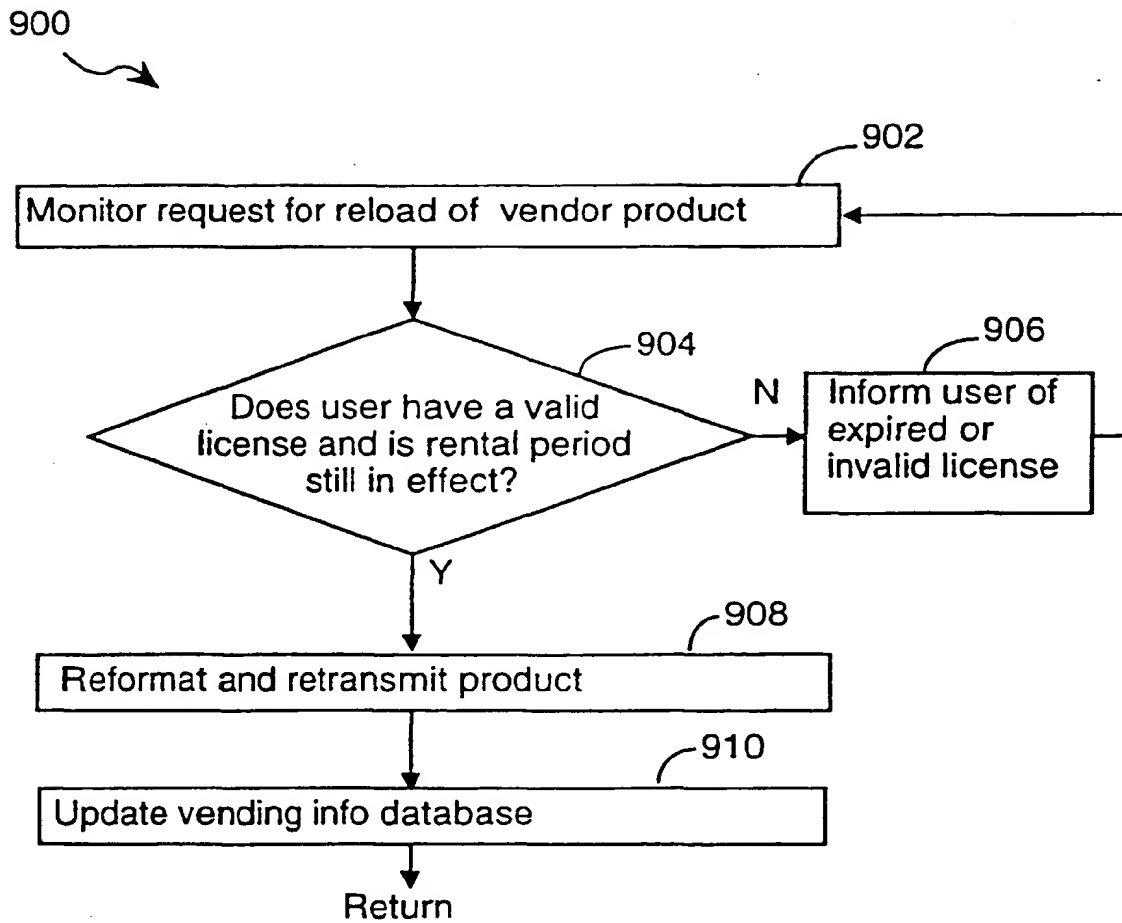 900
902
Monitor request for reload of vendor product
904
Does user have a valid
license and is rental period
still in effect?
N
906
Inform user of
expired or
invalid license
Y
908
Reformat and retransmit product
910
Update vending info database
Return